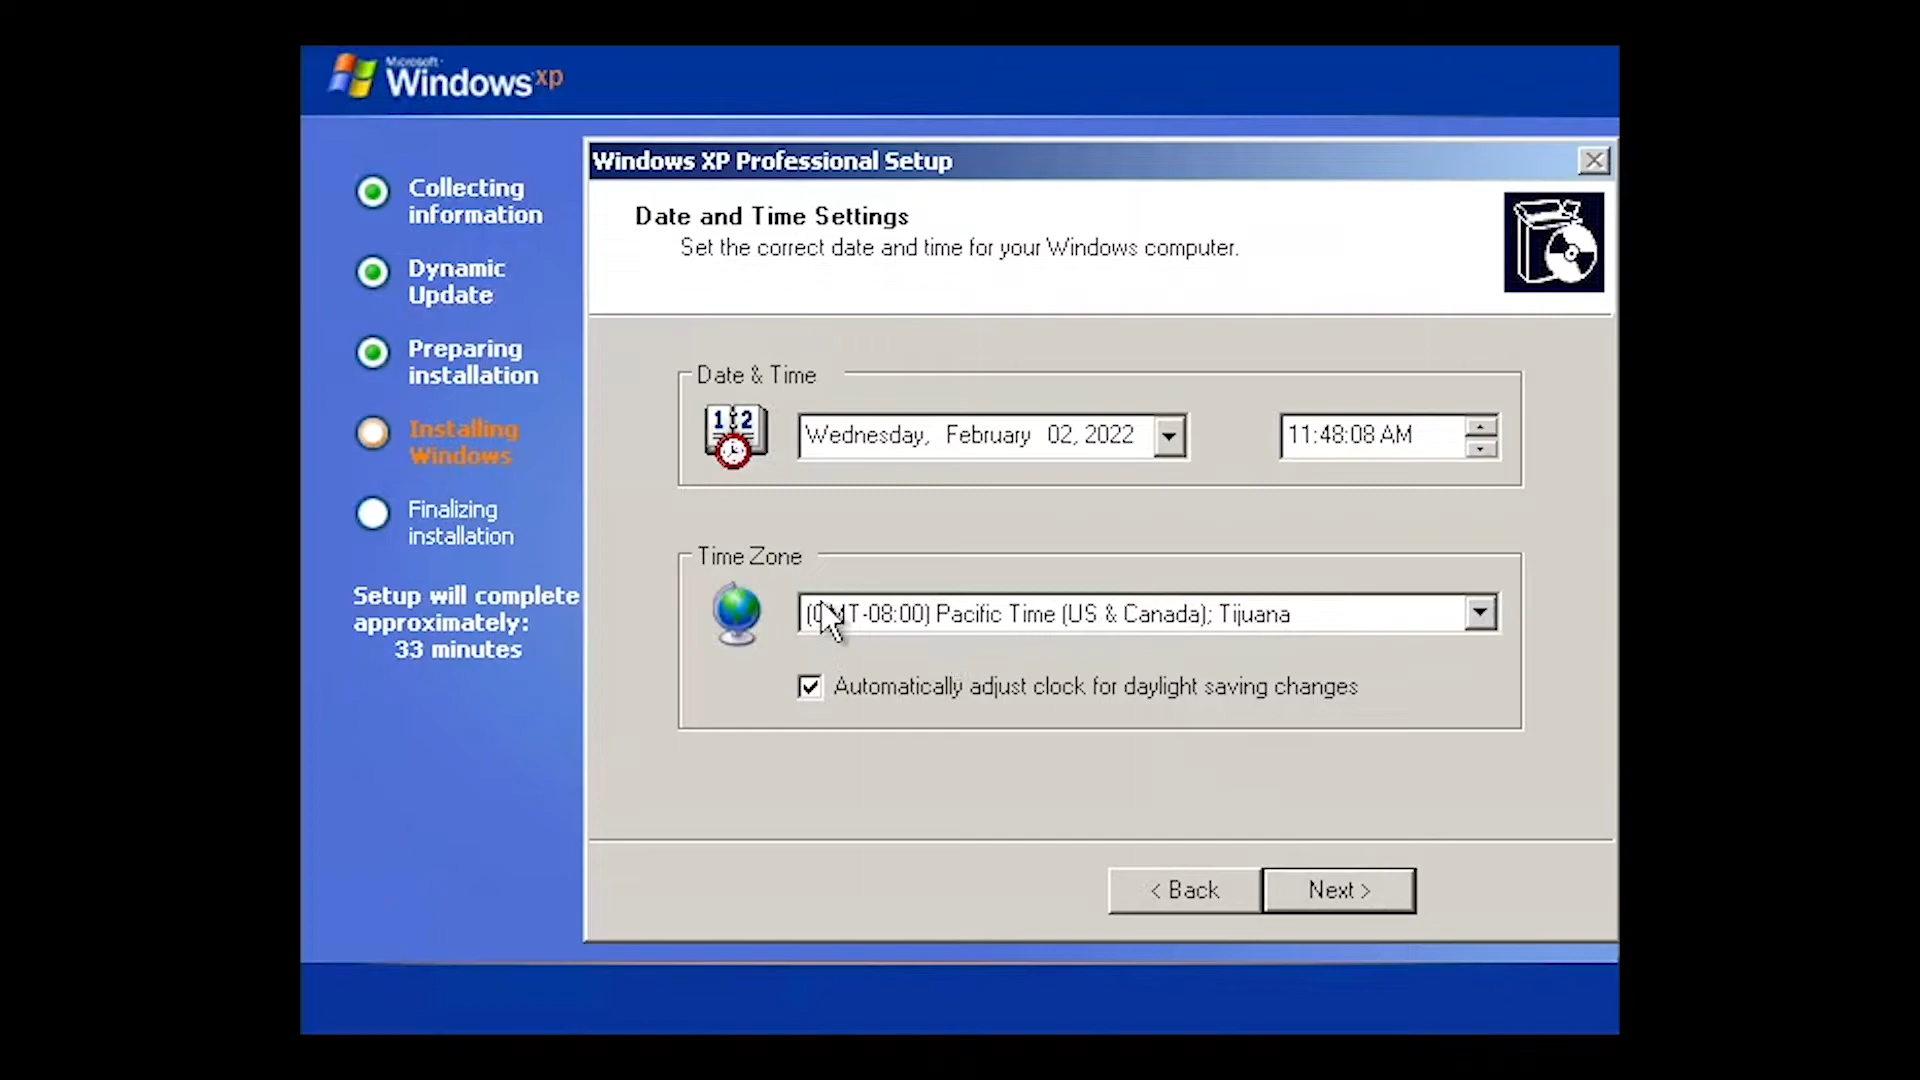 Microsoft
Windows xp
Collecting
information
Dynamic
Update
Preparing
installation
Installing
Windows
Finalizing
installation
Setup will complete
approximately:
33 minutes
Windows XP Professional Setup
Date and Time Settings
Set the correct date and time for your Windows computer.
Date & Time
12
Wednesday, February 02, 2022
11:48:08 AM
Time Zone
(GMT-08:00) Pacific Time (US & Canada); Tijuana
Automatically adjust clock for daylight saving changes
< Back
Next >